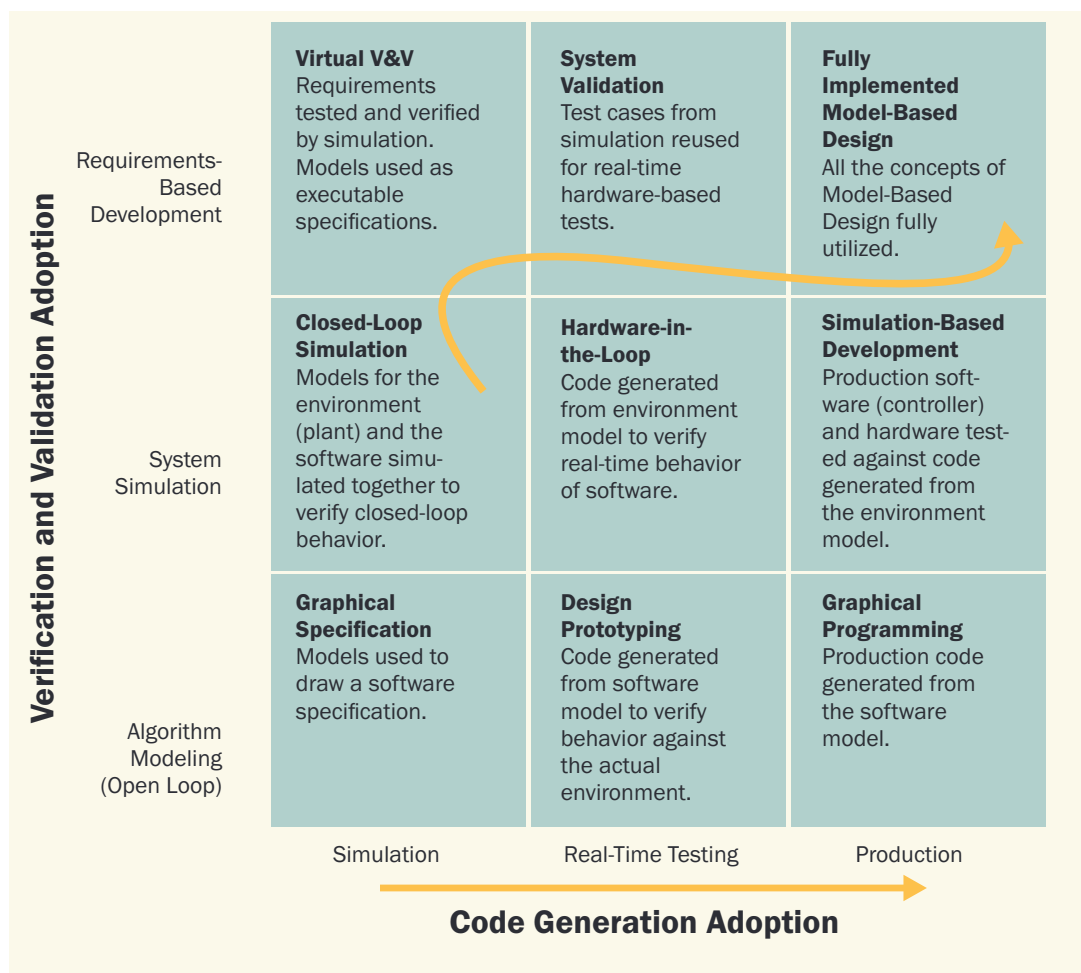 Verification and Validation Adoption
Requirements-
Based
Development
Virtual V&V
Requirements
tested and verified
by simulation.
Models used as
executable
specifications.
System
Validation
Test cases from
simulation reused
for real-time
hardware-based
tests.
Fully
Implemented
Model-Based
Design
All the concepts of
Model-Based
Design fully
utilized.
System
Simulation
Closed-Loop
Simulation
Models for the
environment
(plant) and the
software simu-
lated together to
verify closed-loop
behavior.
Hardware-in-
the-Loop
Code generated
from environment
model to verify
real-time behavior
of software.
Simulation-Based
Development
Production soft-
ware (controller)
and hardware test-
ed against code
generated from
the environment
model.
Algorithm
Modeling
(Open Loop)
Graphical
Specification
Models used to
draw a software
specification.
Design
Prototyping
Code generated
from software
model to verify
behavior against
the actual
environment.
Graphical
Programming
Production code
generated from
the software
model.
Simulation
Real-Time Testing
Production
Code Generation Adoption